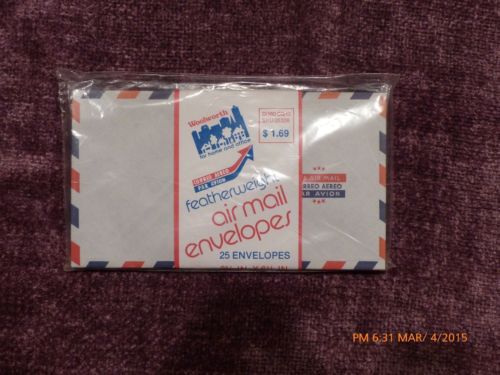 Woolworth
for home and office
$ 1.69
CORREO AEREO
PAR AVION
featherweight
air mail
envelopes
25 ENVELOPES
AIR MAIL
CORREO AEREO
PAR AVION
PM 6:31 MAR/ 4/2015